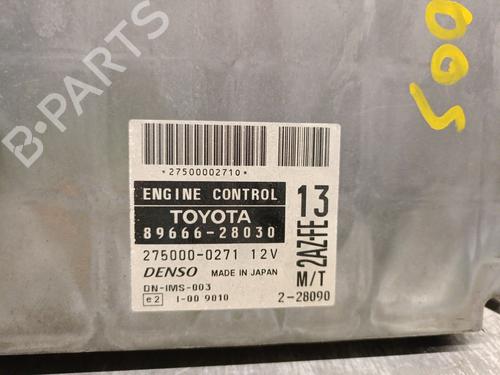 B-PARTS
005
*27500002710*
ENGINE CONTROL
TOYOTA
89666-28030
275000-0271 12V
DENSO MADE IN JAPAN
DN-IMS-003
e2 1-00 9010
13
2AZ-FE
M/T
2-28090